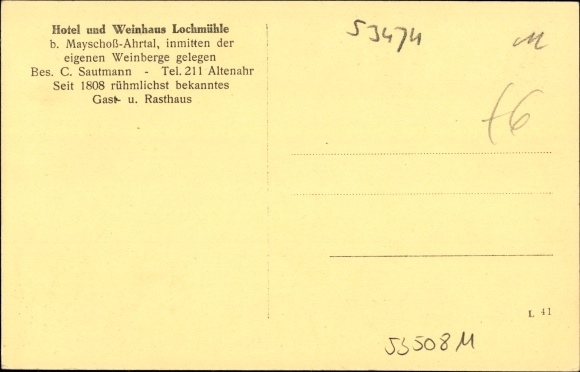 Hotel und Weinhaus Lochmühle
b. Mayschoß-Ahrtal, inmitten der
eigenen Weinberge gelegen
Bes. C. Sautmann - Tel. 211 Altenahr
Seit 1808 rühmlichst bekanntes
Gast- u. Rasthaus
53474
M
L 41
53508 M